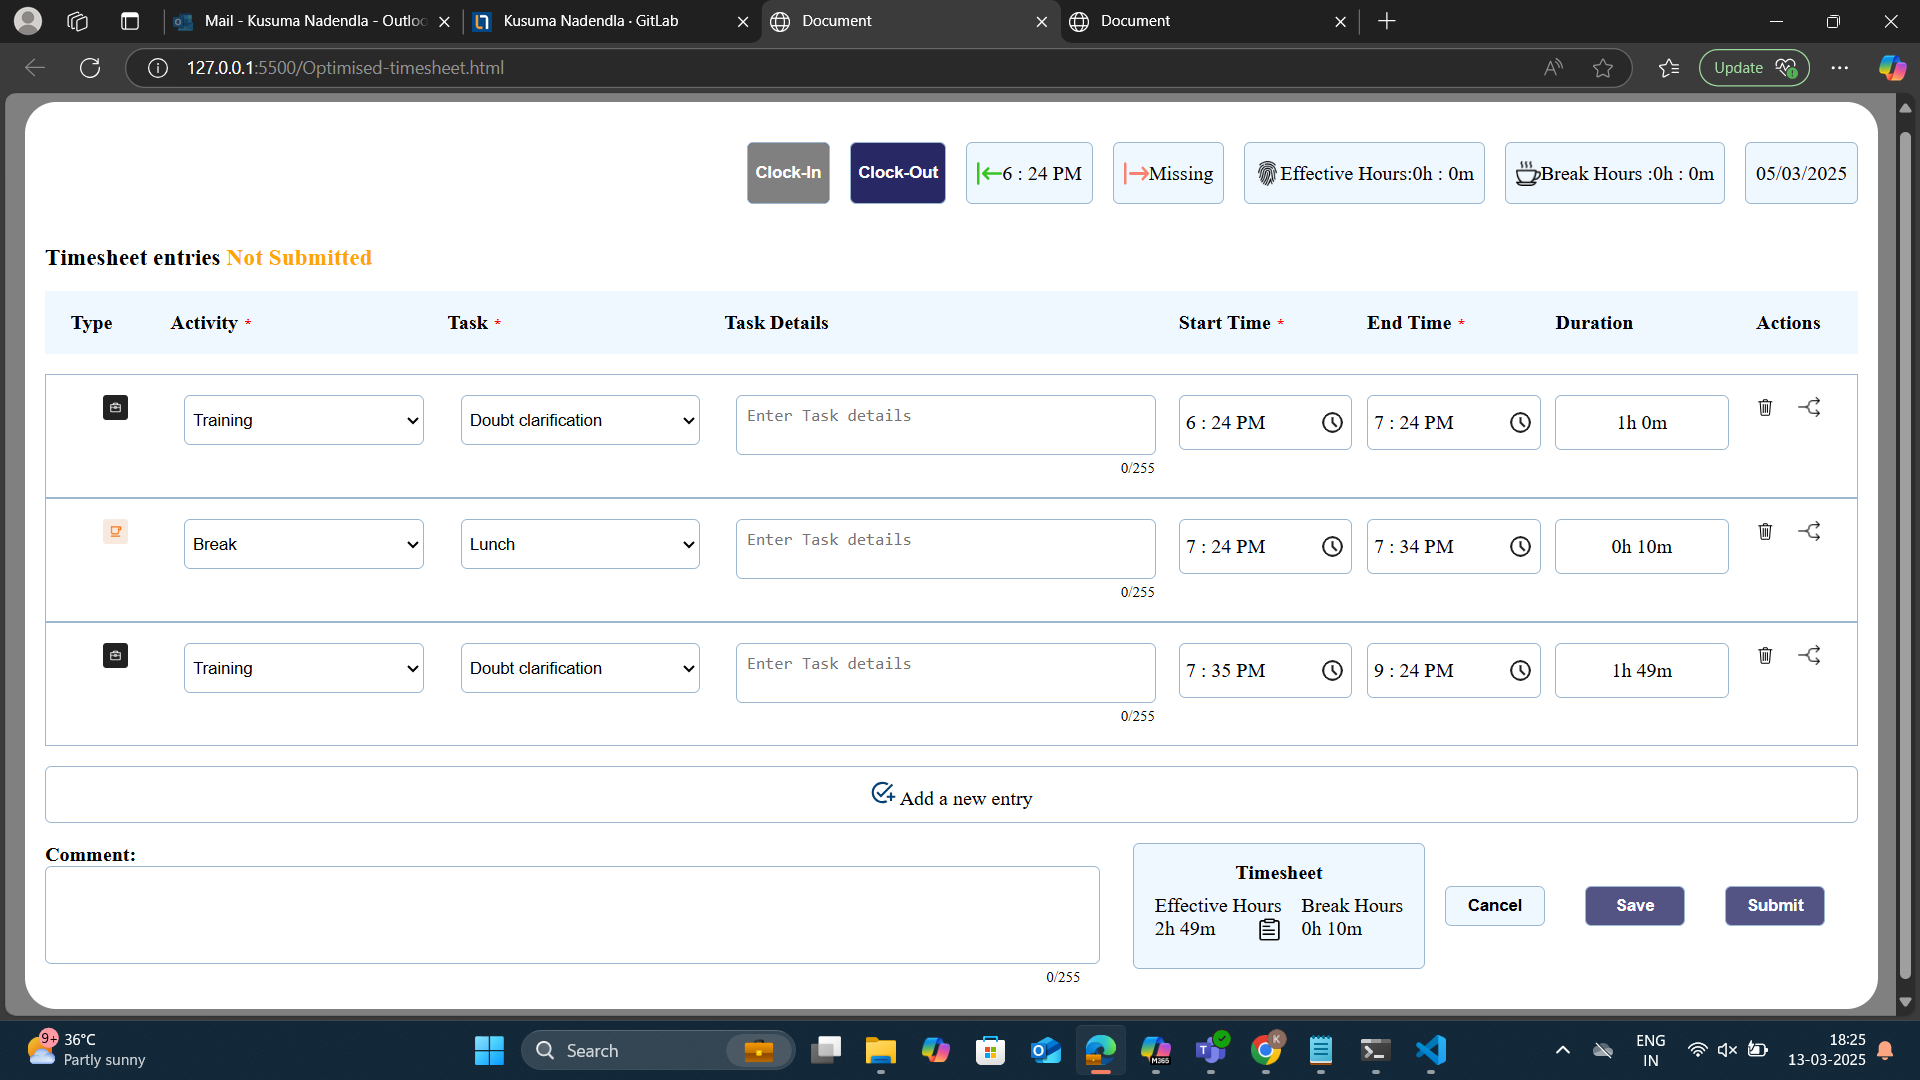 Mail - Kusuma Nadendla - Outloo
Kusuma Nadendla · GitLab
Document
Document
127.0.0.1:5500/Optimised-timesheet.html
Update
Clock-In
Clock-Out
6 : 24 PM
Missing
Effective Hours:0h : 0m
Break Hours :0h : 0m
05/03/2025
Timesheet entries Not Submitted
Type Activity * Task * Task Details Start Time * End Time * Duration Actions
Training Doubt clarification Enter Task details 6 : 24 PM 7 : 24 PM 1h 0m
0/255
Break Lunch Enter Task details 7 : 24 PM 7 : 34 PM 0h 10m
0/255
Training Doubt clarification Enter Task details 7 : 35 PM 9 : 24 PM 1h 49m
0/255
Add a new entry
Comment:
0/255
Timesheet
Effective Hours Break Hours
2h 49m 0h 10m
Cancel
Save
Submit
9+
36°C
Partly sunny
Search
M365
K
ENG
IN
18:25
13-03-2025